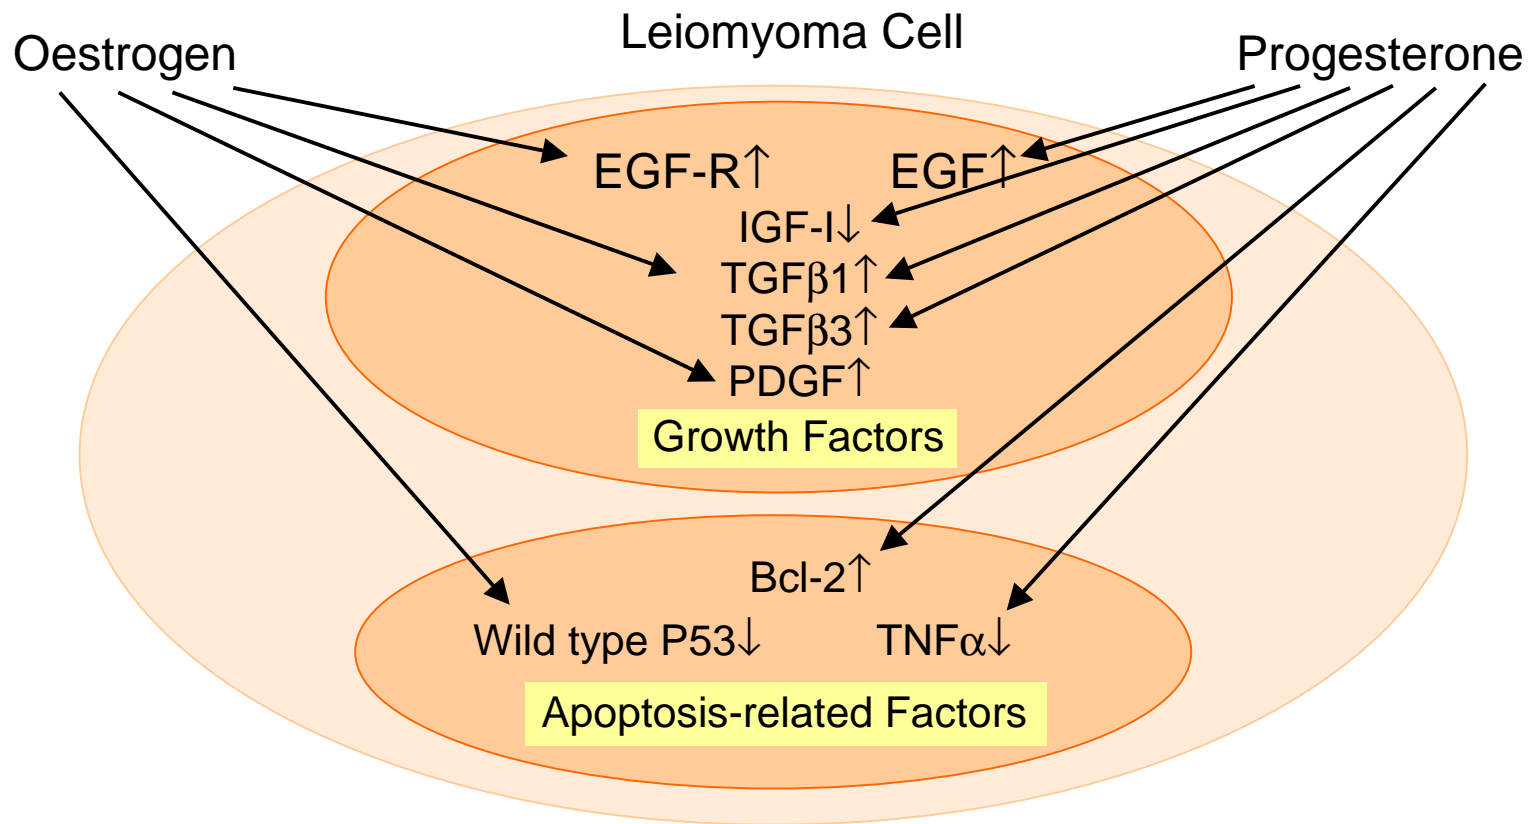 Leiomyoma Cell
Oestrogen
Progesterone
EGF-R↑
EGF↑
IGF-I↓
TGFβ1↑
TGFβ3↑
PDGF↑
Growth Factors
Bcl-2↑
Wild type P53↓
TNFα↓
Apoptosis-related Factors